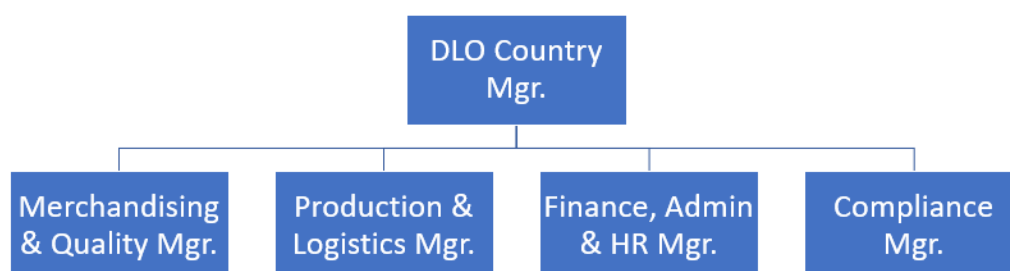 DLO Country
Mgr.
Merchandising
& Quality Mgr.
Production &
Logistics Mgr.
Finance, Admin
& HR Mgr.
Compliance
Mgr.